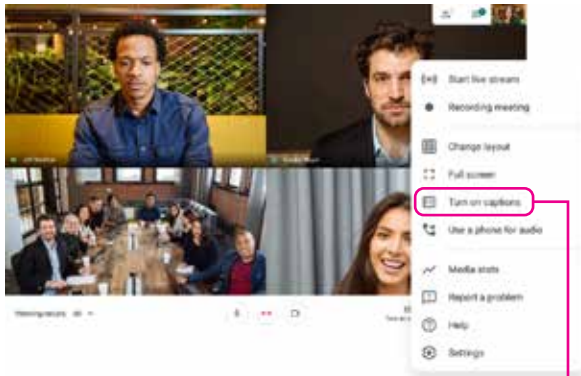 Start live stream
Recording meeting
Change layout
Full screen
Turn on captions
Use a phone for audio
Media stats
Report a problem
Help
Settings